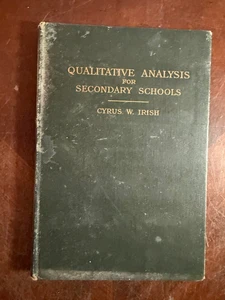 QUALITATIVE ANALYSIS
FOR
SECONDARY SCHOOLS
CYRUS W. IRISH